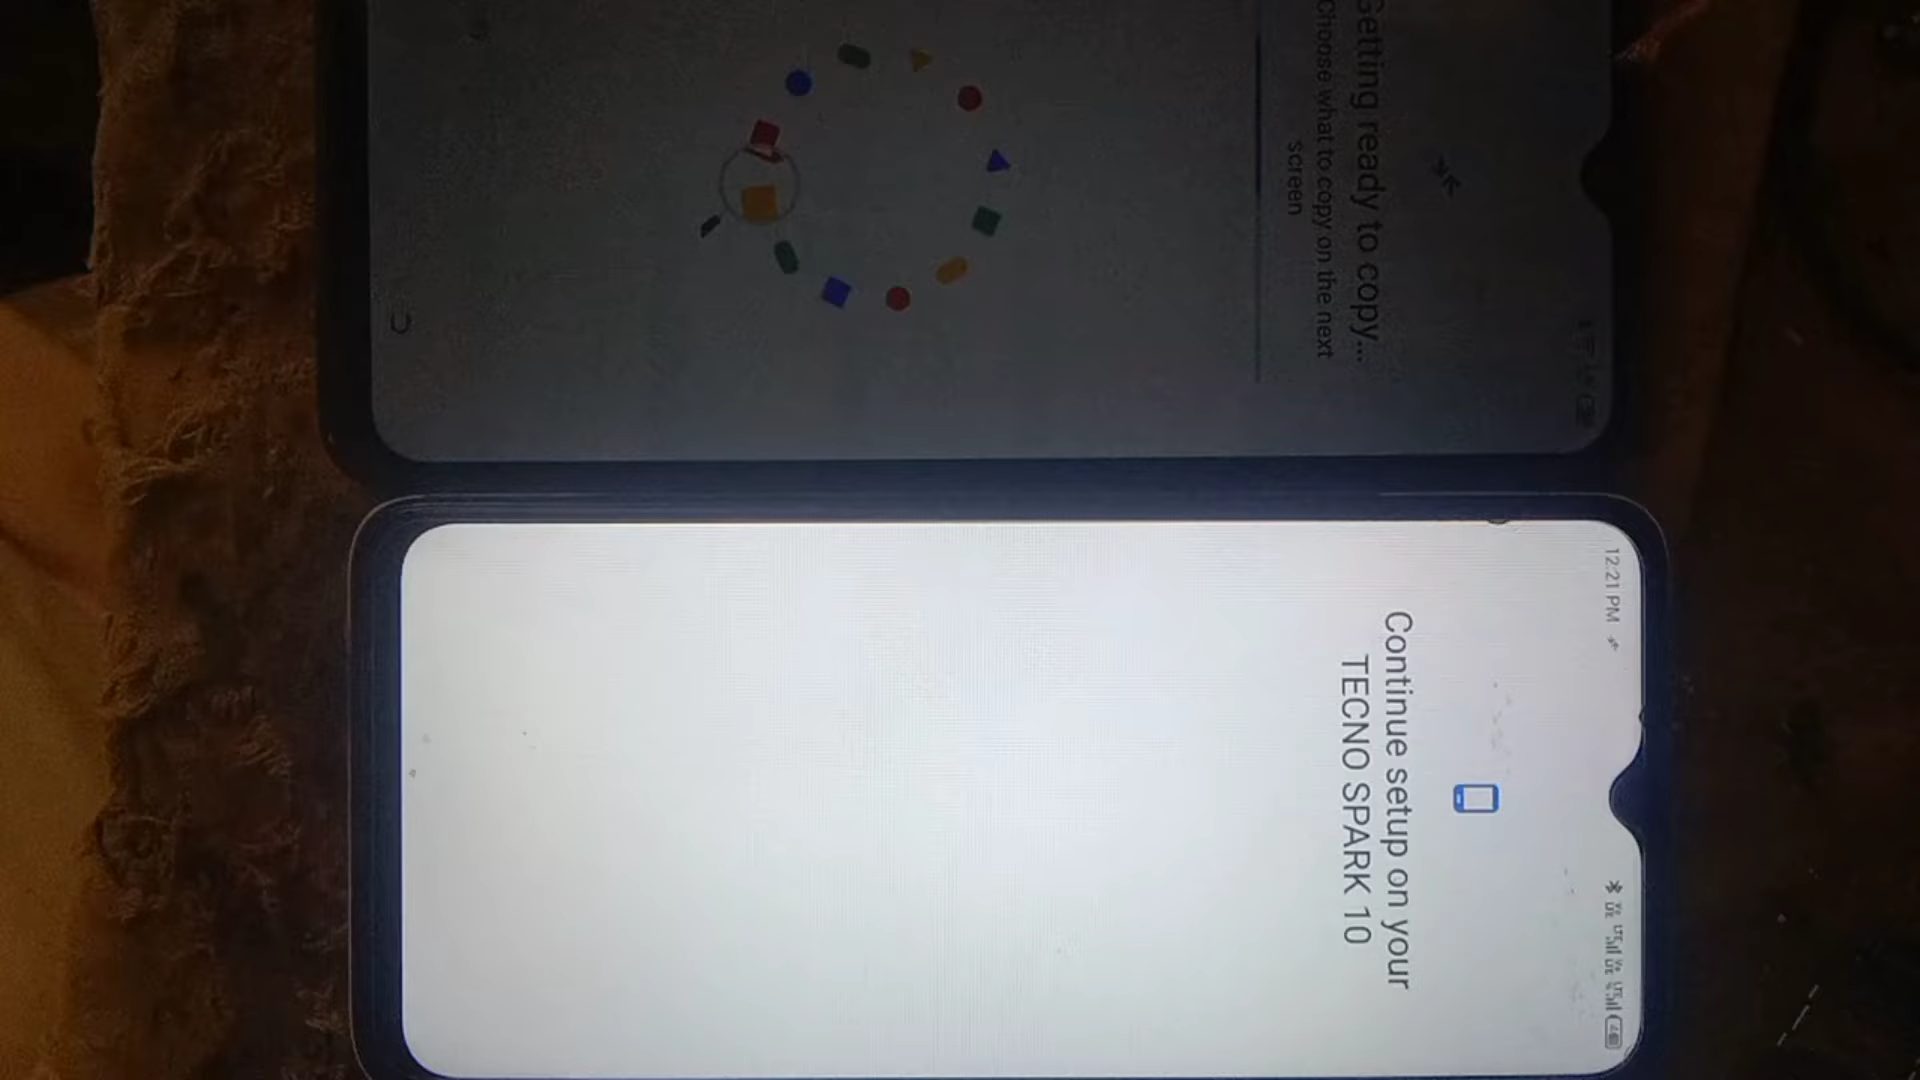 Getting ready to copy...
Choose what to copy on the next
screen
12:21 PM
Continue setup on your
TECNO SPARK 10